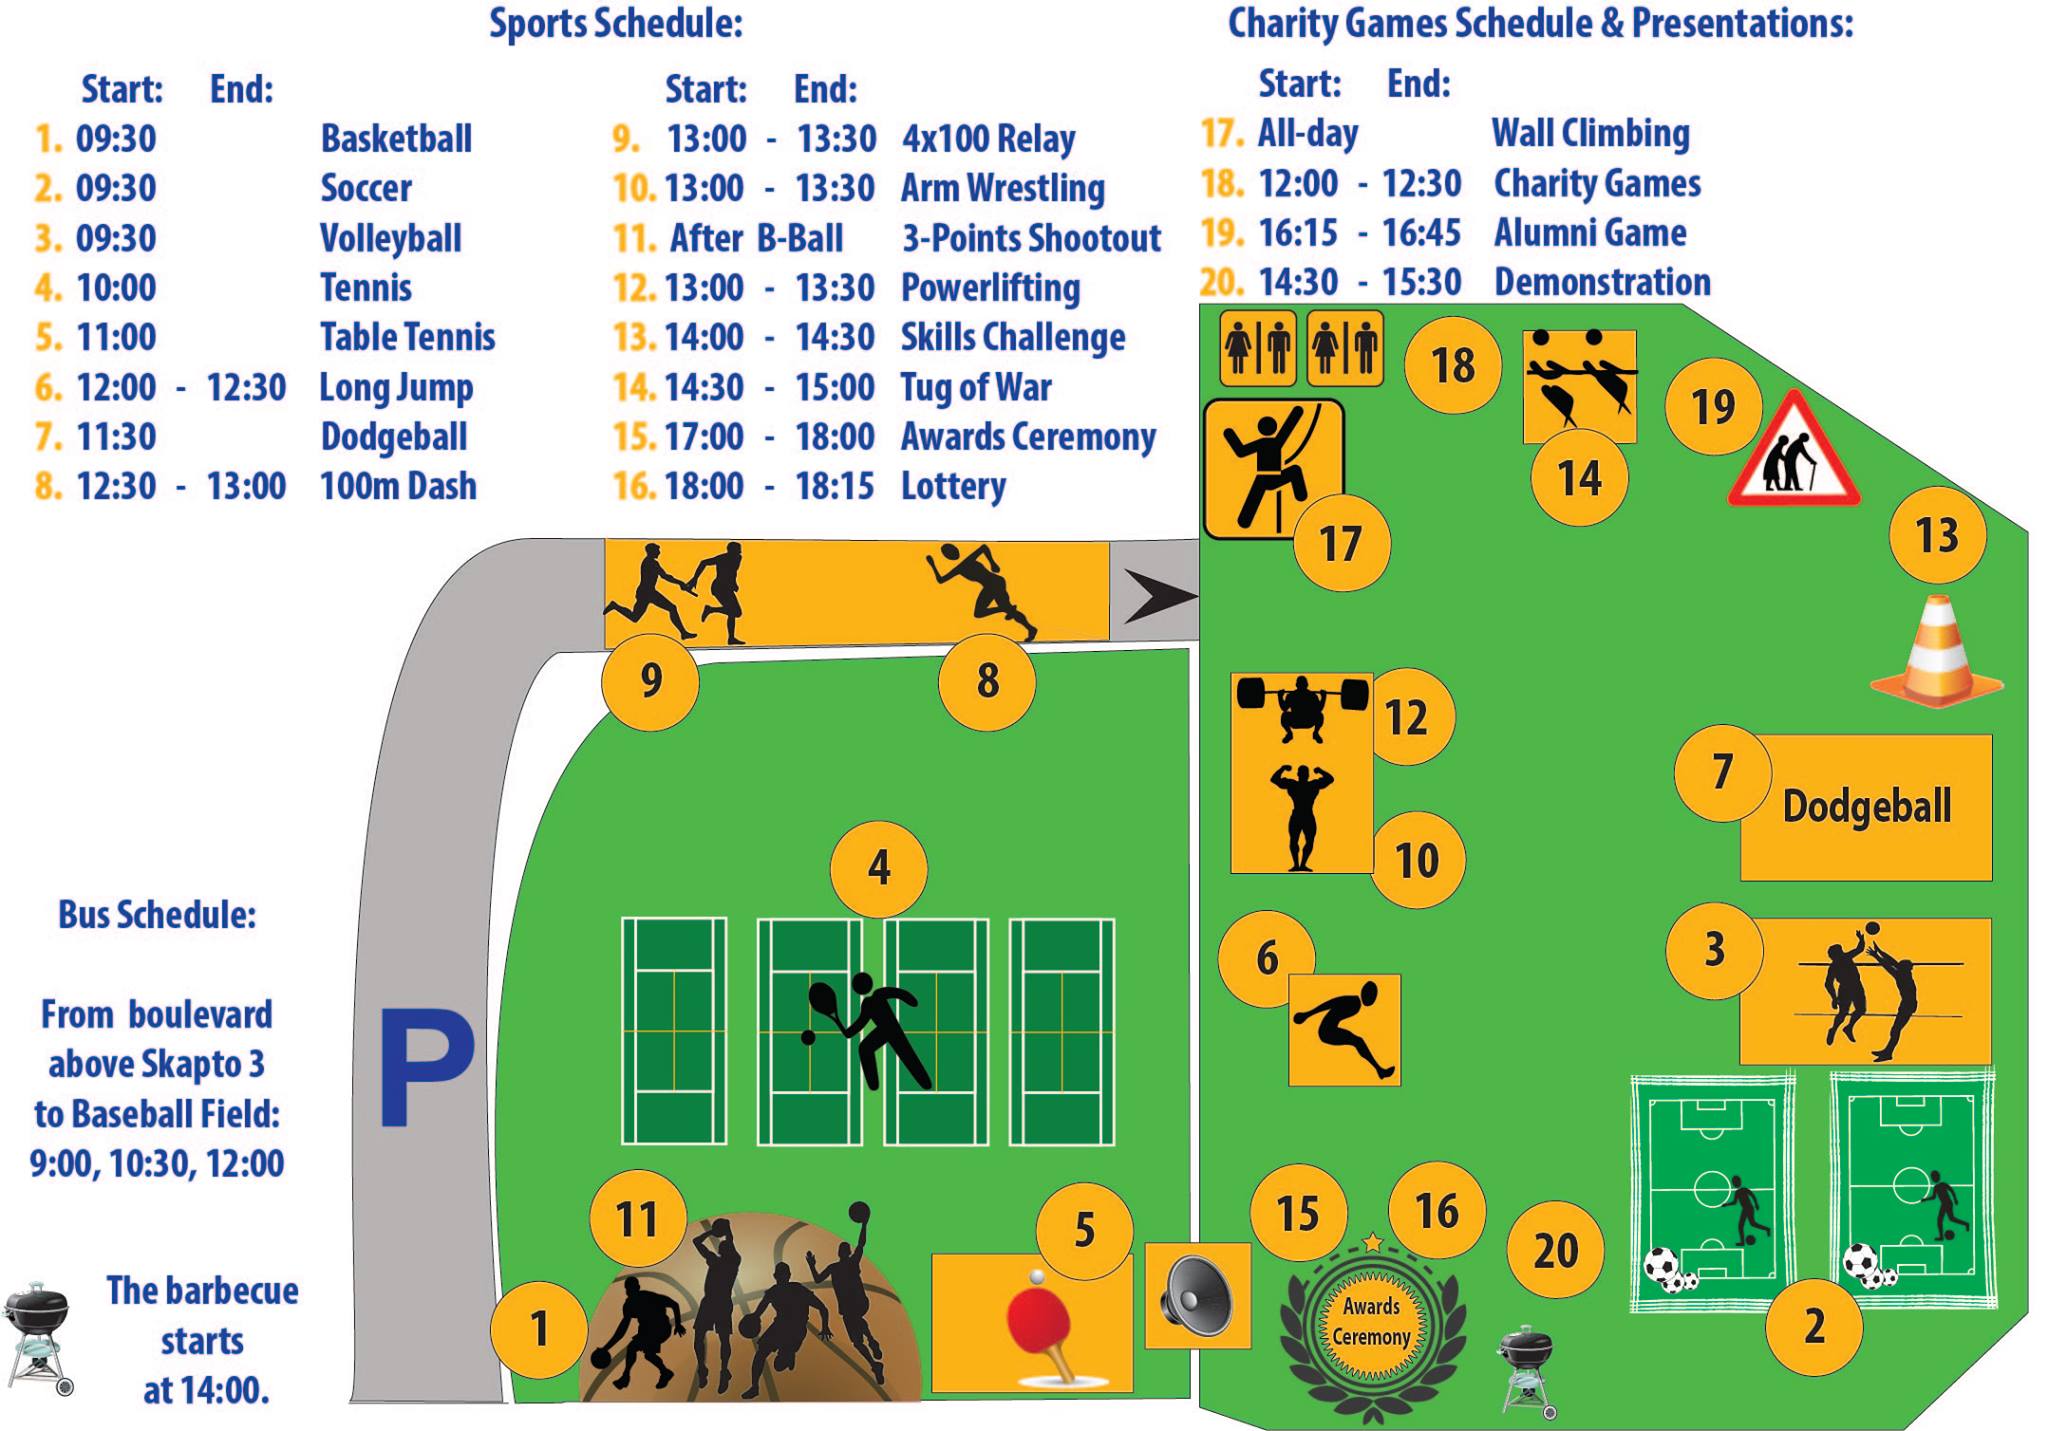 Sports Schedule:
Start: End:
1. 09:30 Basketball
2. 09:30 Soccer
3. 09:30 Volleyball
4. 10:00 Tennis
5. 11:00 Table Tennis
6. 12:00 - 12:30 Long Jump
7. 11:30 Dodgeball
8. 12:30 - 13:00 100m Dash
Start: End:
9. 13:00 - 13:30 4x100 Relay
10. 13:00 - 13:30 Arm Wrestling
11. After B-Ball 3-Points Shootout
12. 13:00 - 13:30 Powerlifting
13. 14:00 - 14:30 Skills Challenge
14. 14:30 - 15:00 Tug of War
15. 17:00 - 18:00 Awards Ceremony
16. 18:00 - 18:15 Lottery
Charity Games Schedule & Presentations:
Start: End:
17. All-day Wall Climbing
18. 12:00 - 12:30 Charity Games
19. 16:15 - 16:45 Alumni Game
20. 14:30 - 15:30 Demonstration
18
19
14
13
17
9
8
12
7
Dodgeball
10
4
3
6
P
11
5
15
16
20
1
2
Awards
Ceremony
Bus Schedule:
From boulevard
above Skapto 3
to Baseball Field:
9:00, 10:30, 12:00
The barbecue
starts
at 14:00.